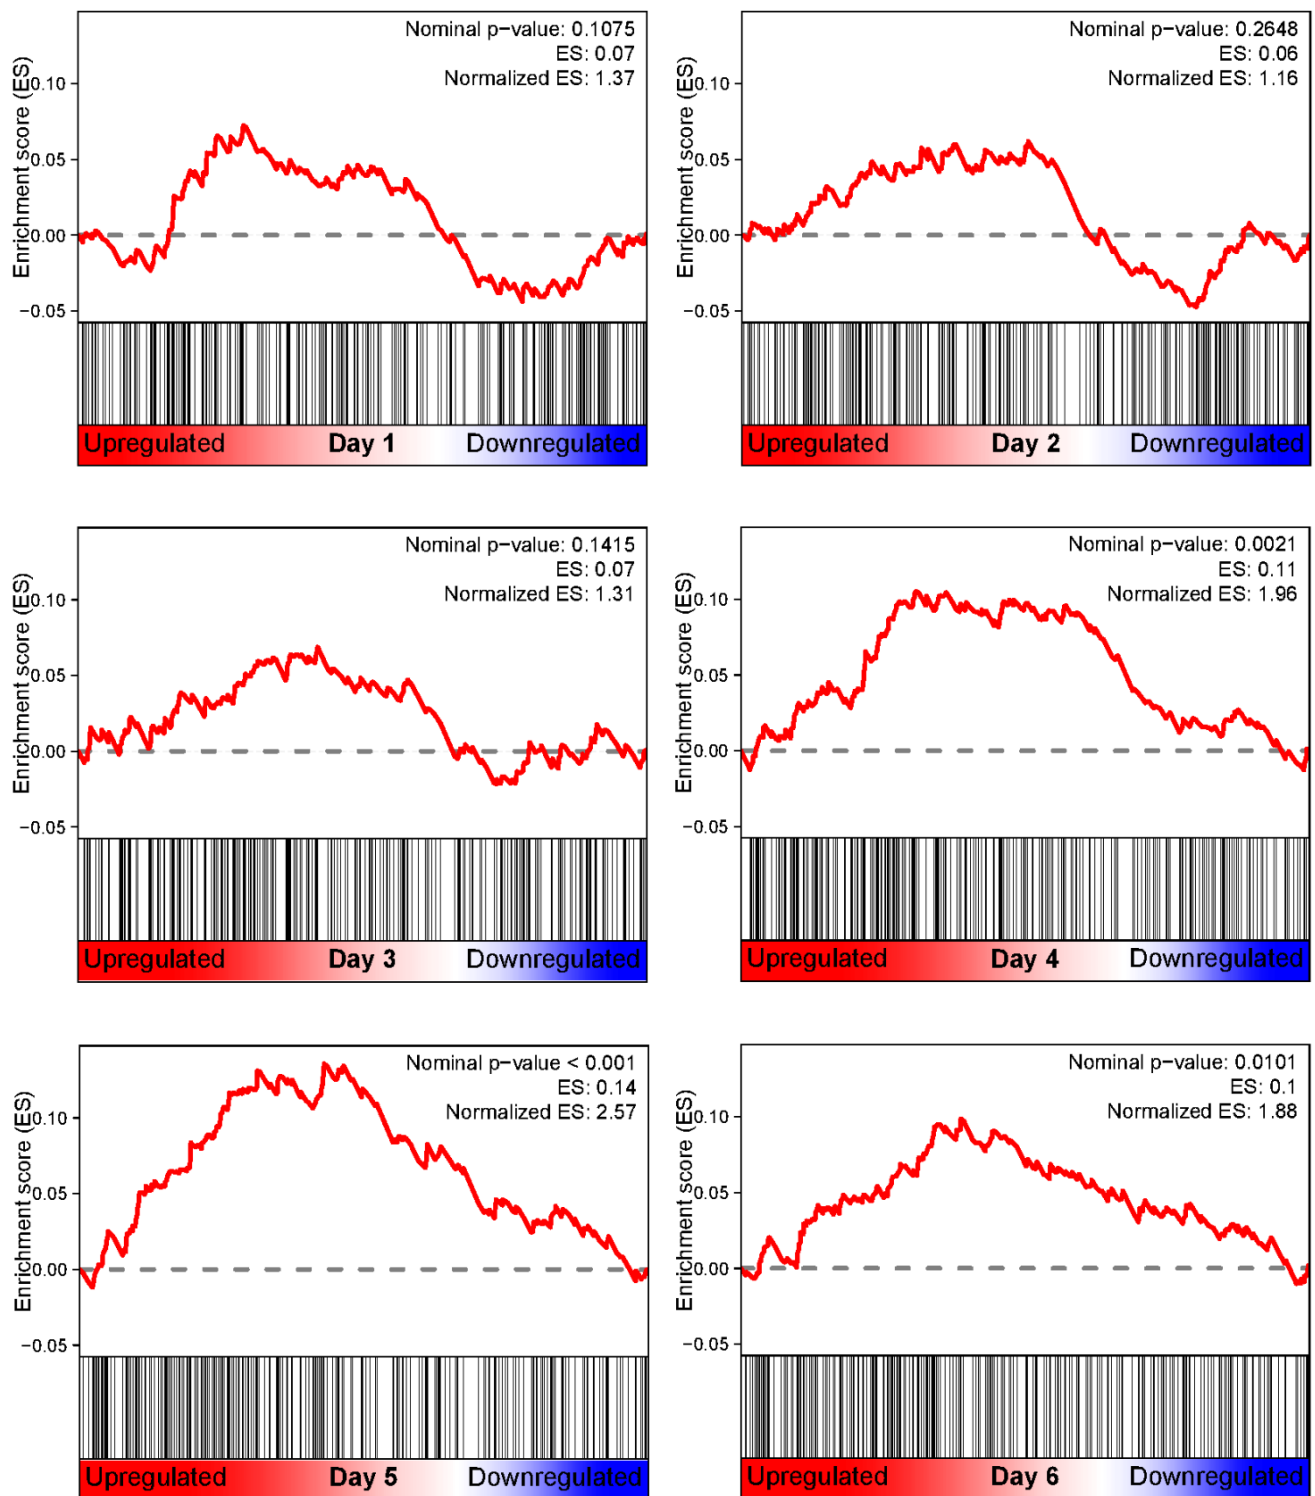 Nominal p−value: 0.1075
ES: 0.07
Normalized ES: 1.37
Enrichment score (ES)
0.10
0.05
0.00
−0.05
Upregulated Day 1 Downregulated
Nominal p−value: 0.2648
ES: 0.06
Normalized ES: 1.16
Enrichment score (ES)
0.10
0.05
0.00
−0.05
Upregulated Day 2 Downregulated
Nominal p−value: 0.1415
ES: 0.07
Normalized ES: 1.31
Enrichment score (ES)
0.10
0.05
0.00
−0.05
Upregulated Day 3 Downregulated
Nominal p−value: 0.0021
ES: 0.11
Normalized ES: 1.96
Enrichment score (ES)
0.10
0.05
0.00
−0.05
Upregulated Day 4 Downregulated
Nominal p−value < 0.001
ES: 0.14
Normalized ES: 2.57
Enrichment score (ES)
0.10
0.05
0.00
−0.05
Upregulated Day 5 Downregulated
Nominal p−value: 0.0101
ES: 0.1
Normalized ES: 1.88
Enrichment score (ES)
0.10
0.05
0.00
−0.05
Upregulated Day 6 Downregulated